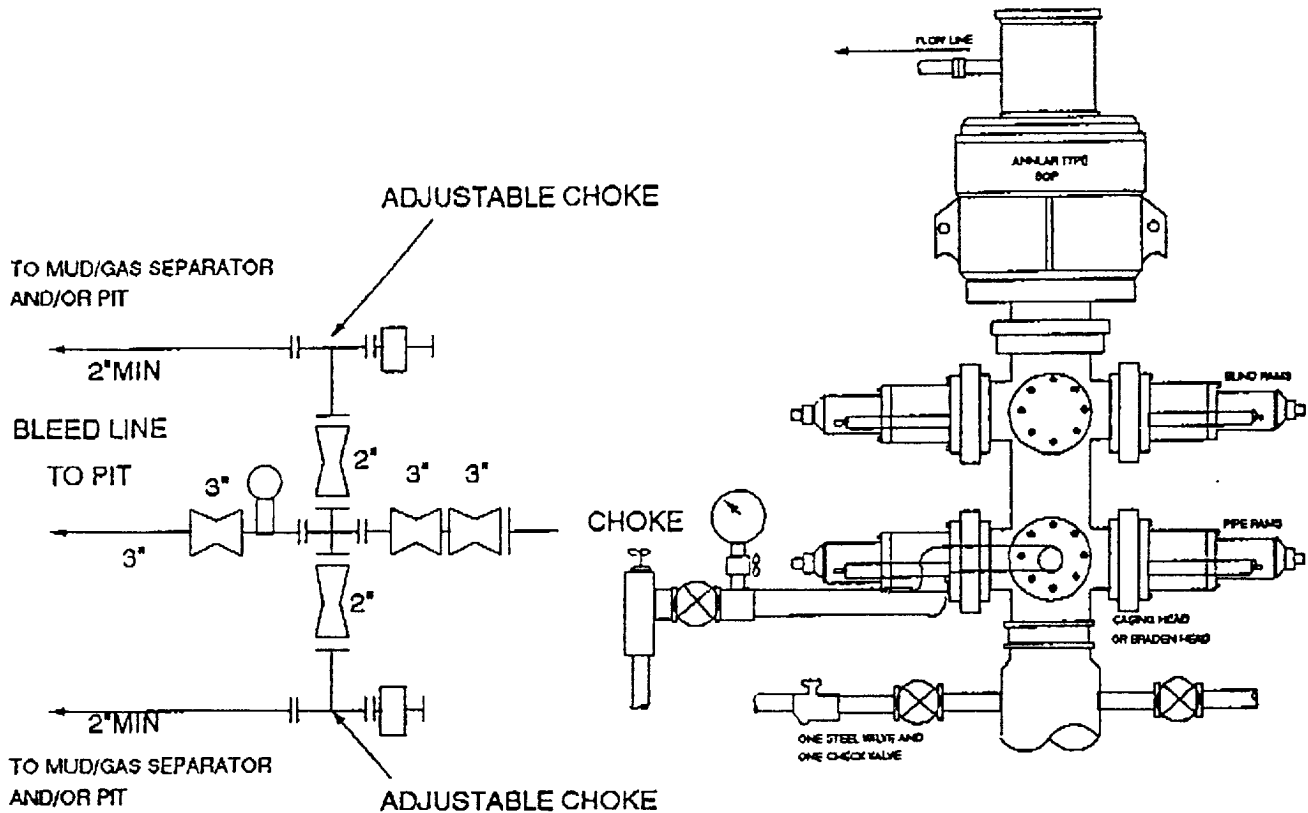 ADJUSTABLE CHOKE
TO MUD/GAS SEPARATOR
AND/OR PIT
2"MIN
BLEED LINE
TO PIT
2"
3"
3"
3"
3"
2"
2"MIN
TO MUD/GAS SEPARATOR
AND/OR PIT
ADJUSTABLE CHOKE
FLOW LINE
ANNLAR TYPE
BOP
BLIND RAMS
CHOKE
PIPE RAMS
CASING HEAD
OR BRADEN HEAD
ONE STEEL VALVE AND
ONE CHECK VALVE